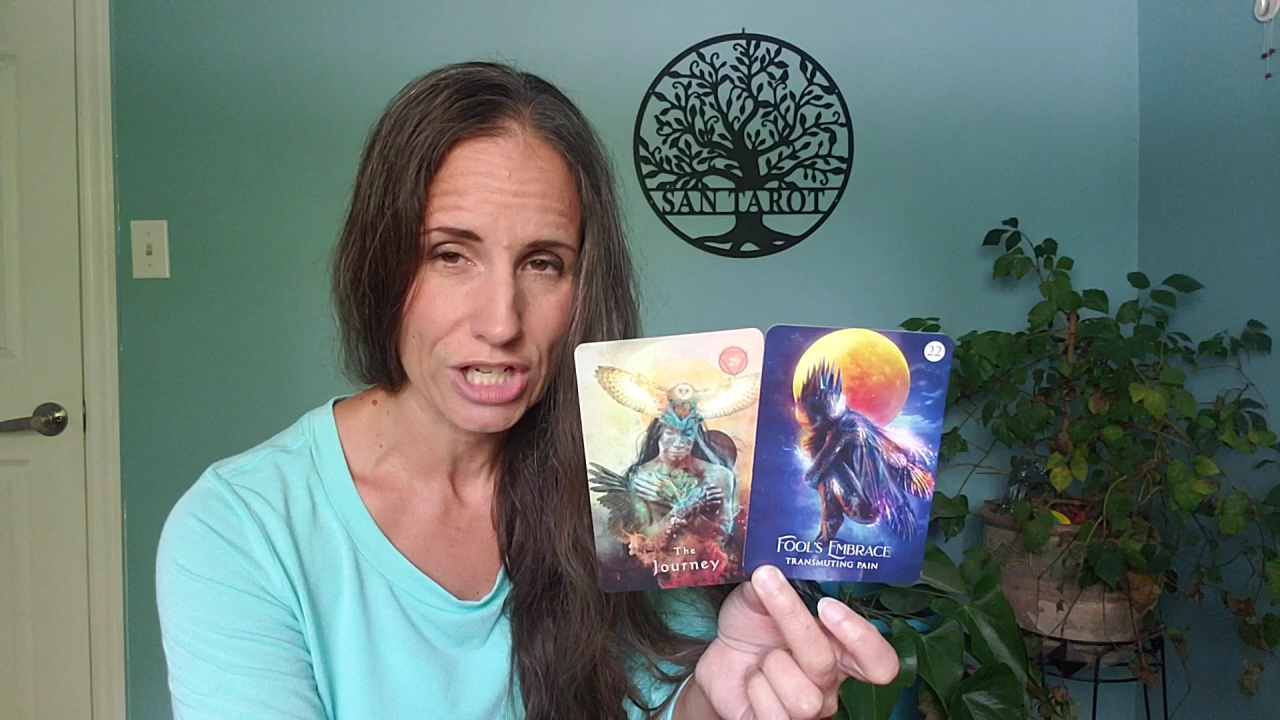 SAN TAROT
29
The
Journey
22
FOOL'S EMBRACE
TRANSMUTING PAIN